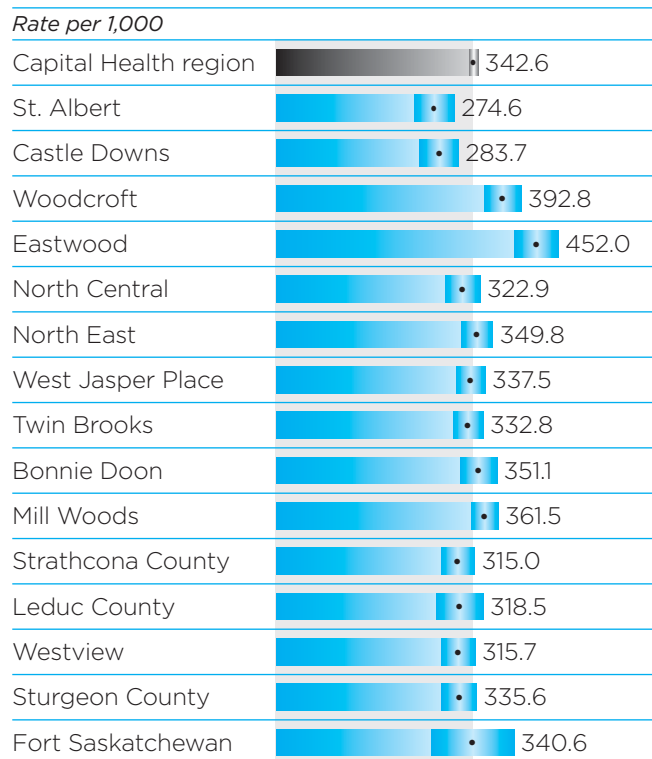 Rate per 1,000
Capital Health region 342.6
St. Albert 274.6
Castle Downs 283.7
Woodcroft 392.8
Eastwood 452.0
North Central 322.9
North East 349.8
West Jasper Place 337.5
Twin Brooks 332.8
Bonnie Doon 351.1
Mill Woods 361.5
Strathcona County 315.0
Leduc County 318.5
Westview 315.7
Sturgeon County 335.6
Fort Saskatchewan 340.6